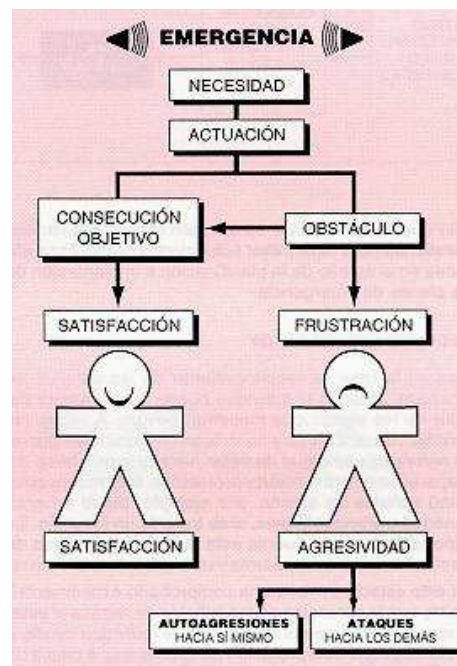 EMERGENCIA
NECESIDAD
ACTUACIÓN
CONSECUCIÓN
OBJETIVO
OBSTÁCULO
SATISFACCIÓN
FRUSTRACIÓN
SATISFACCIÓN
AGRESIVIDAD
AUTOAGRESIONES
HACIA SÍ MISMO
ATAQUES
HACIA LOS DEMÁS